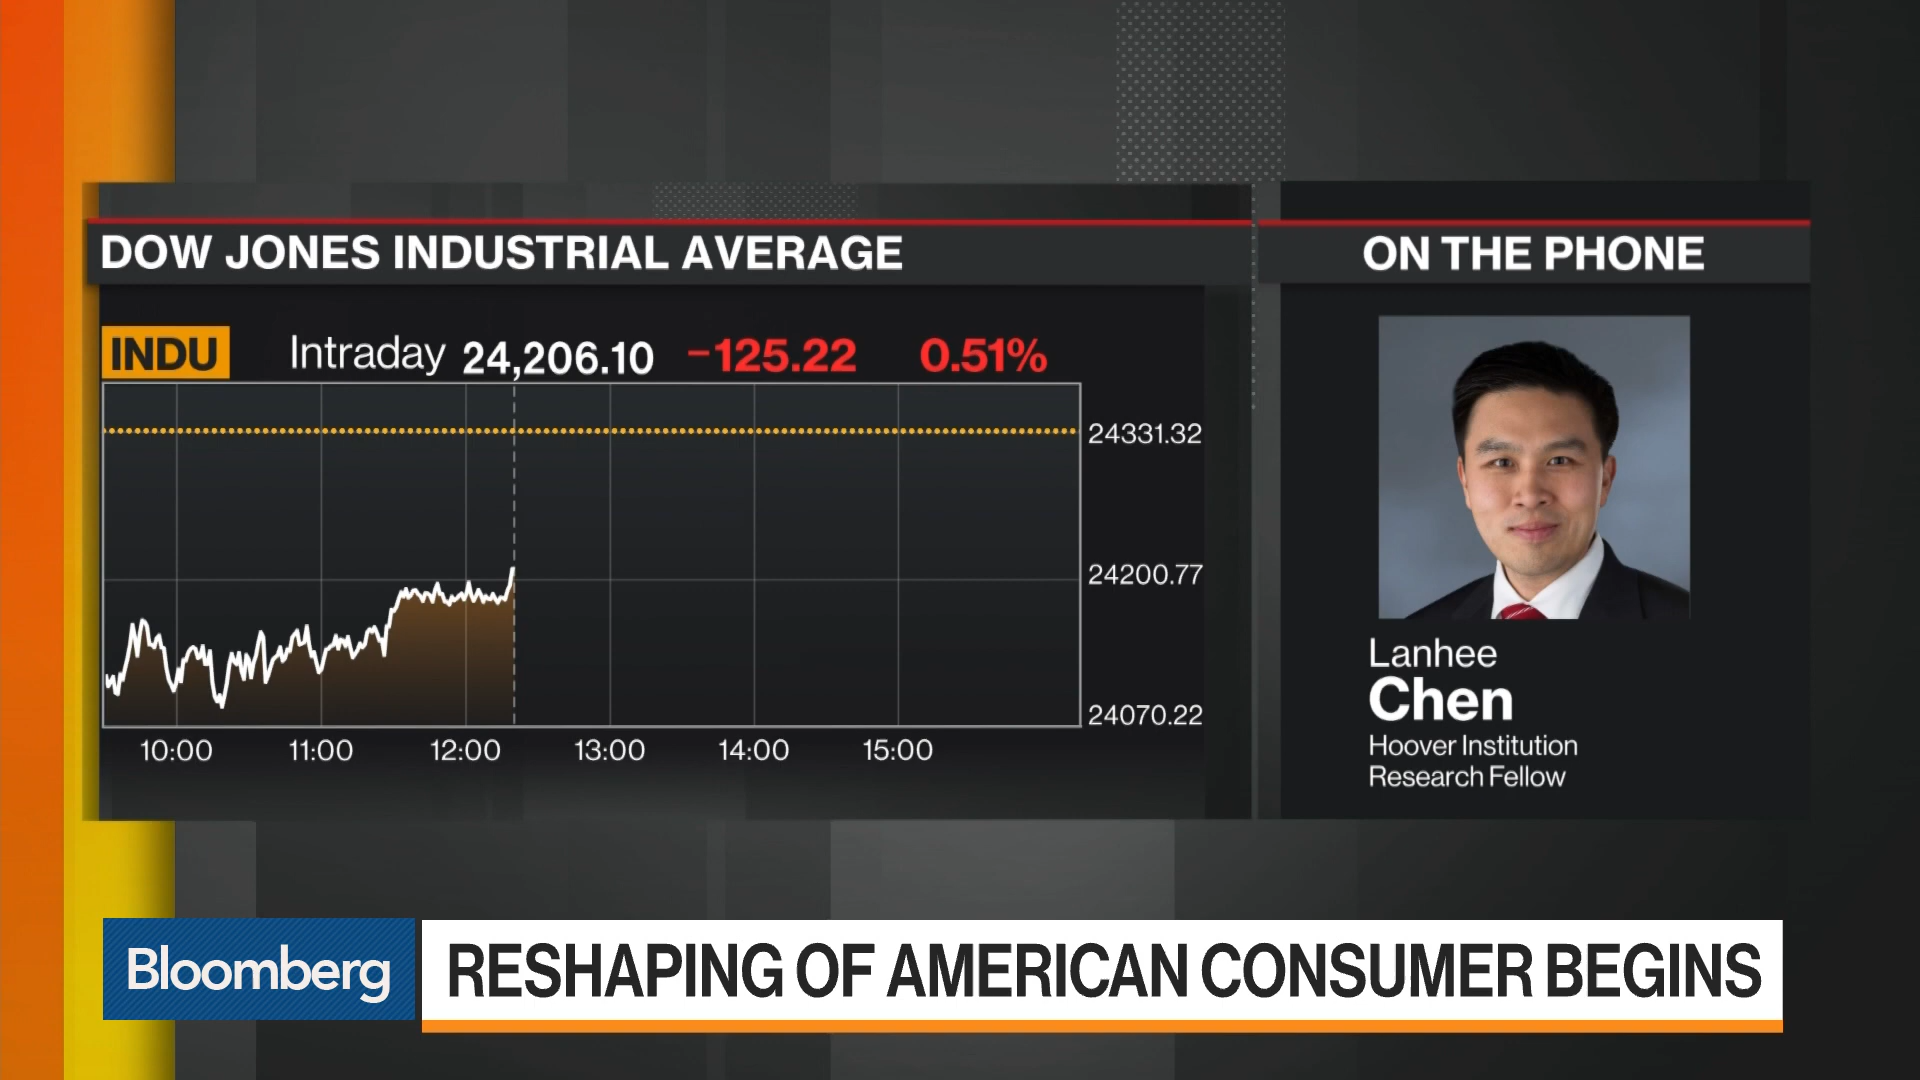 DOW JONES INDUSTRIAL AVERAGE
INDU Intraday 24,206.10 −125.22 0.51%
24331.32
24200.77
24070.22
10:00 11:00 12:00 13:00 14:00 15:00
ON THE PHONE
Lanhee
Chen
Hoover Institution
Research Fellow
Bloomberg
RESHAPING OF AMERICAN CONSUMER BEGINS